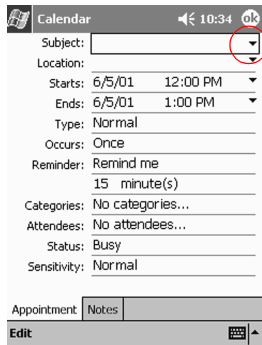 Calendar 10:34 ok
Subject:
Location:
Starts: 6/5/01 12:00 PM
Ends: 6/5/01 1:00 PM
Type: Normal
Occurs: Once
Reminder: Remind me
15 minute(s)
Categories: No categories...
Attendees: No attendees...
Status: Busy
Sensitivity: Normal
Appointment Notes
Edit